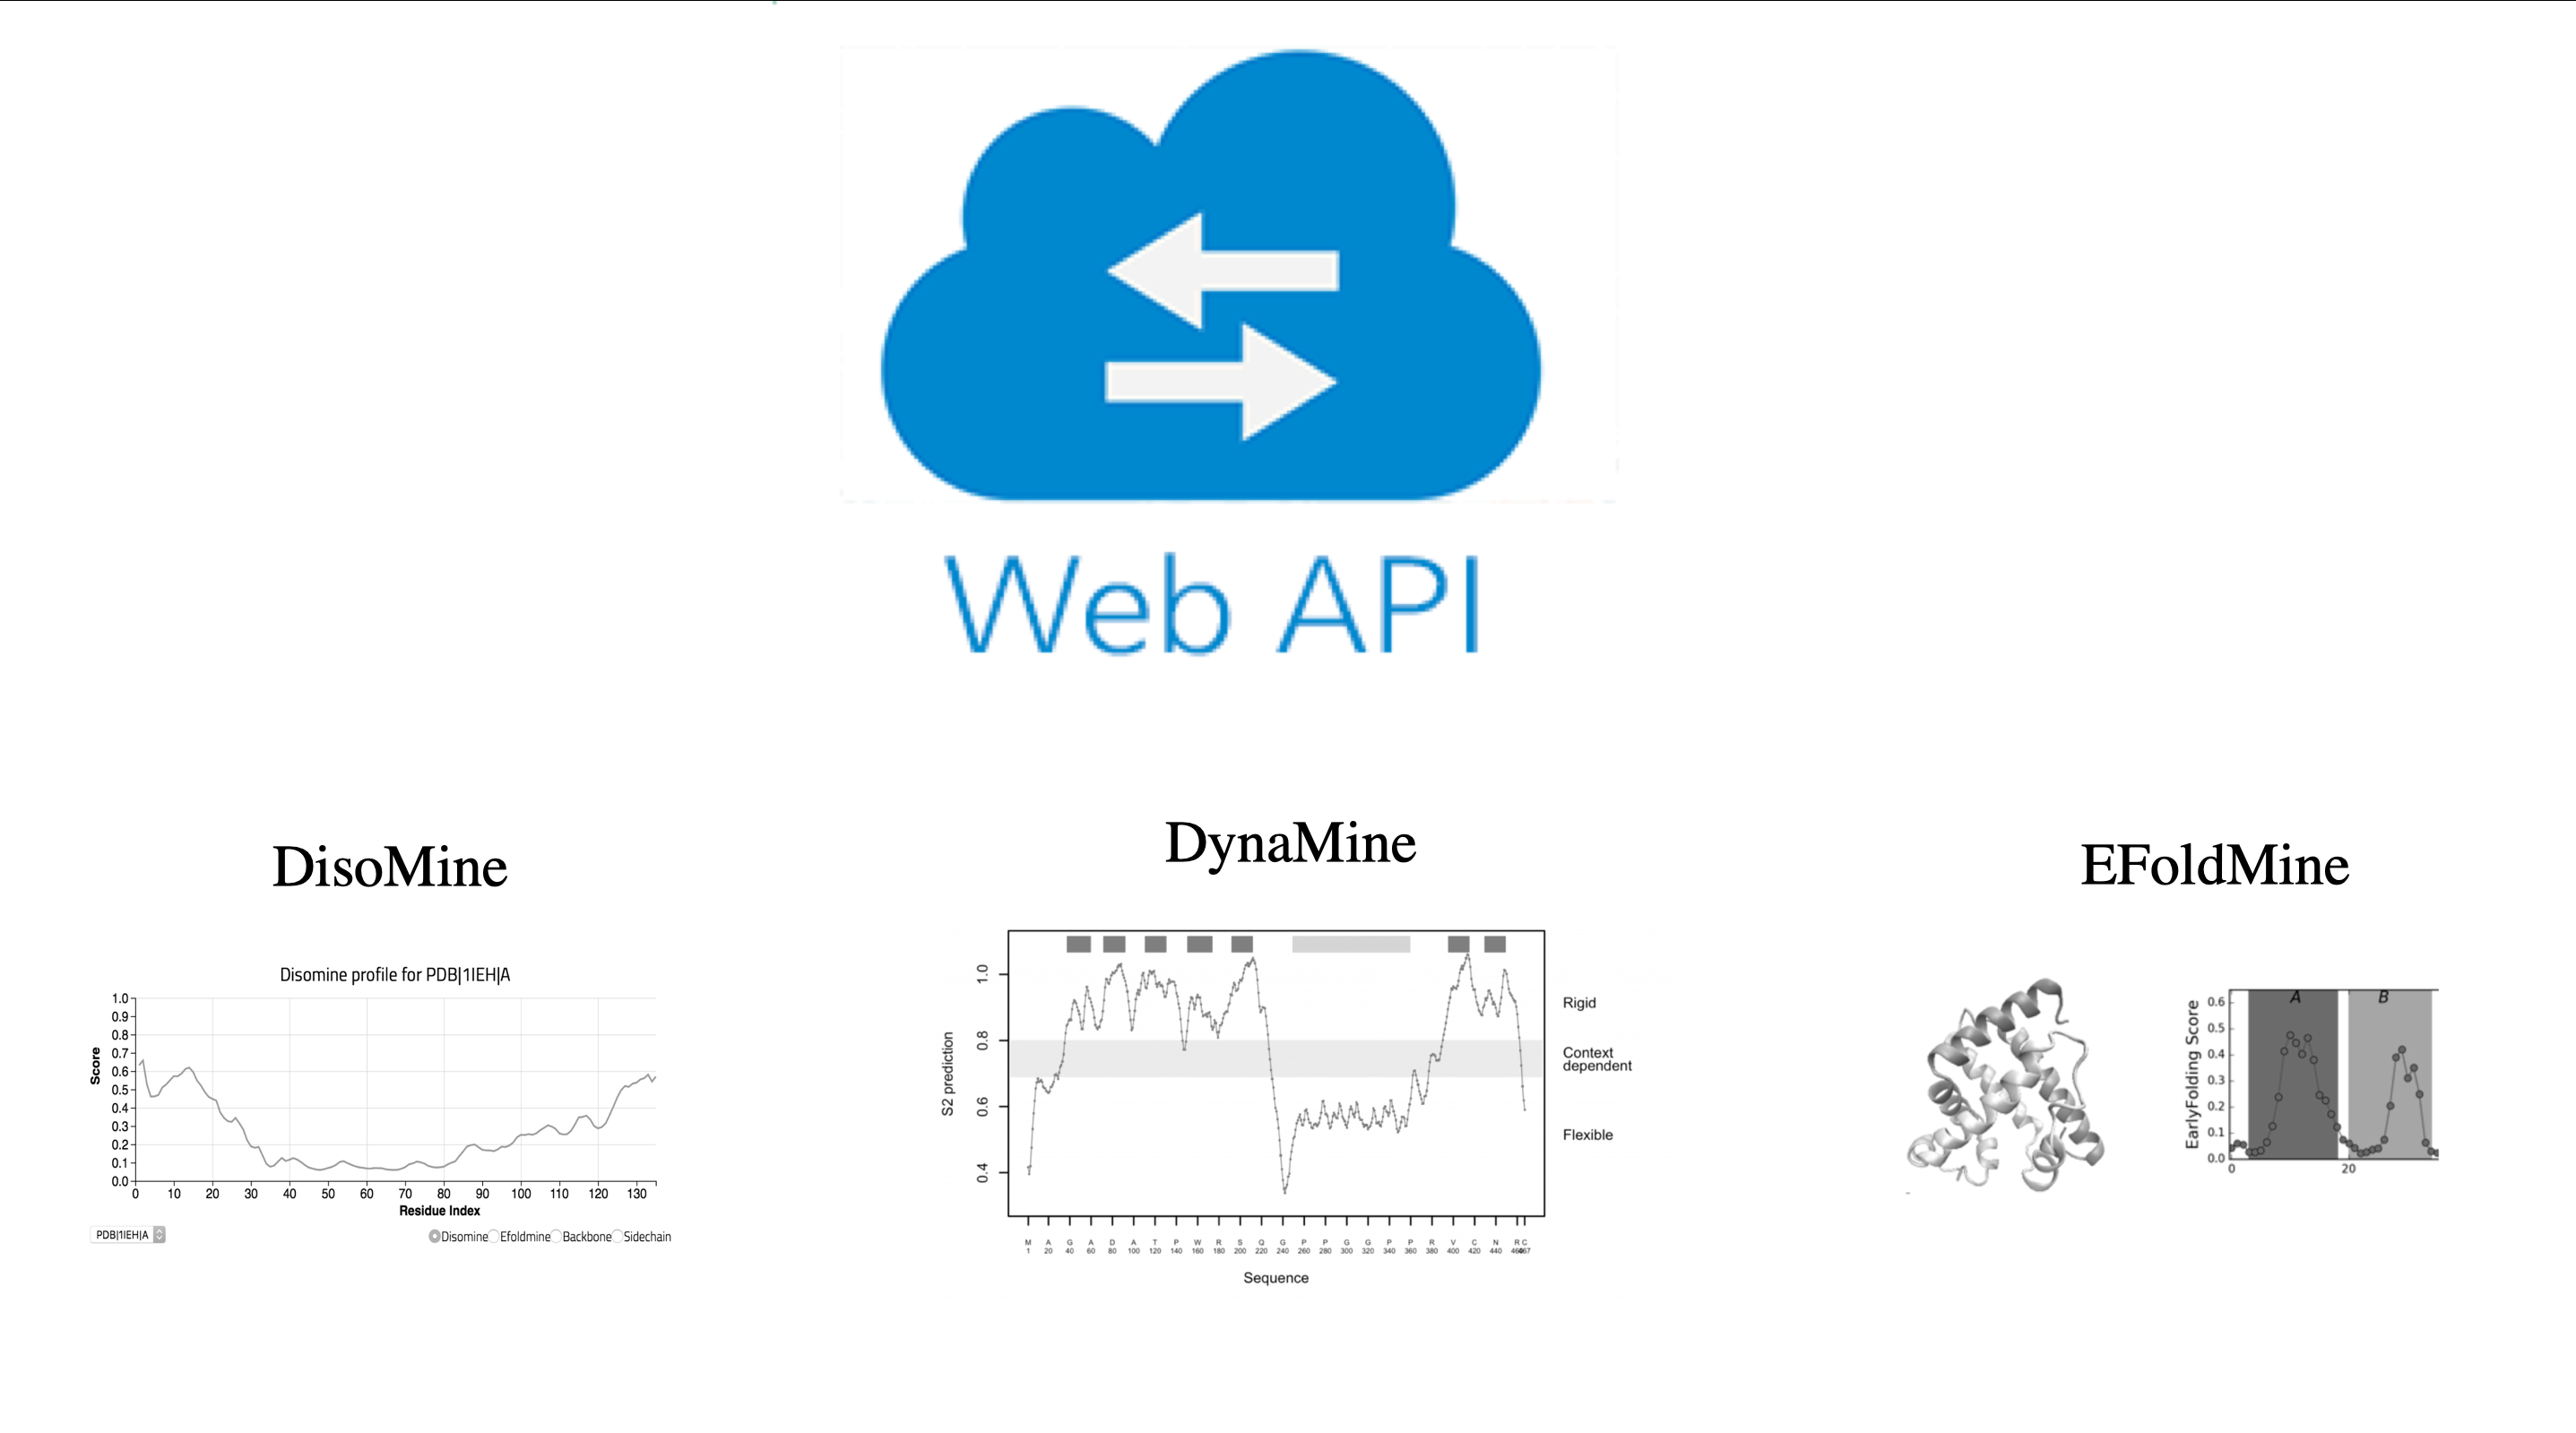 Web API
DisoMine
DynaMine
EFoldMine
Disomine profile for PDB|1IEH|A
Score
1.0
0.9
0.8
0.7
0.6
0.5
0.4
0.3
0.2
0.1
0.0
0 10 20 30 40 50 60 70 80 90 100 110 120 130
Residue Index
PDB|1IEH|A
Disomine Efoldmine Backbone Sidechain
S2 prediction
1.0
0.8
0.6
0.4
Rigid
Context
dependent
Flexible
M A G A D A T P W R S Q G P P G G P P R V C N R C
1 20 40 60 80 100 120 140 160 180 200 220 240 260 280 300 320 340 360 380 400 420 440 467
Sequence
EarlyFolding Score
0.6
0.5
0.4
0.3
0.2
0.1
0.0
A B
0 20